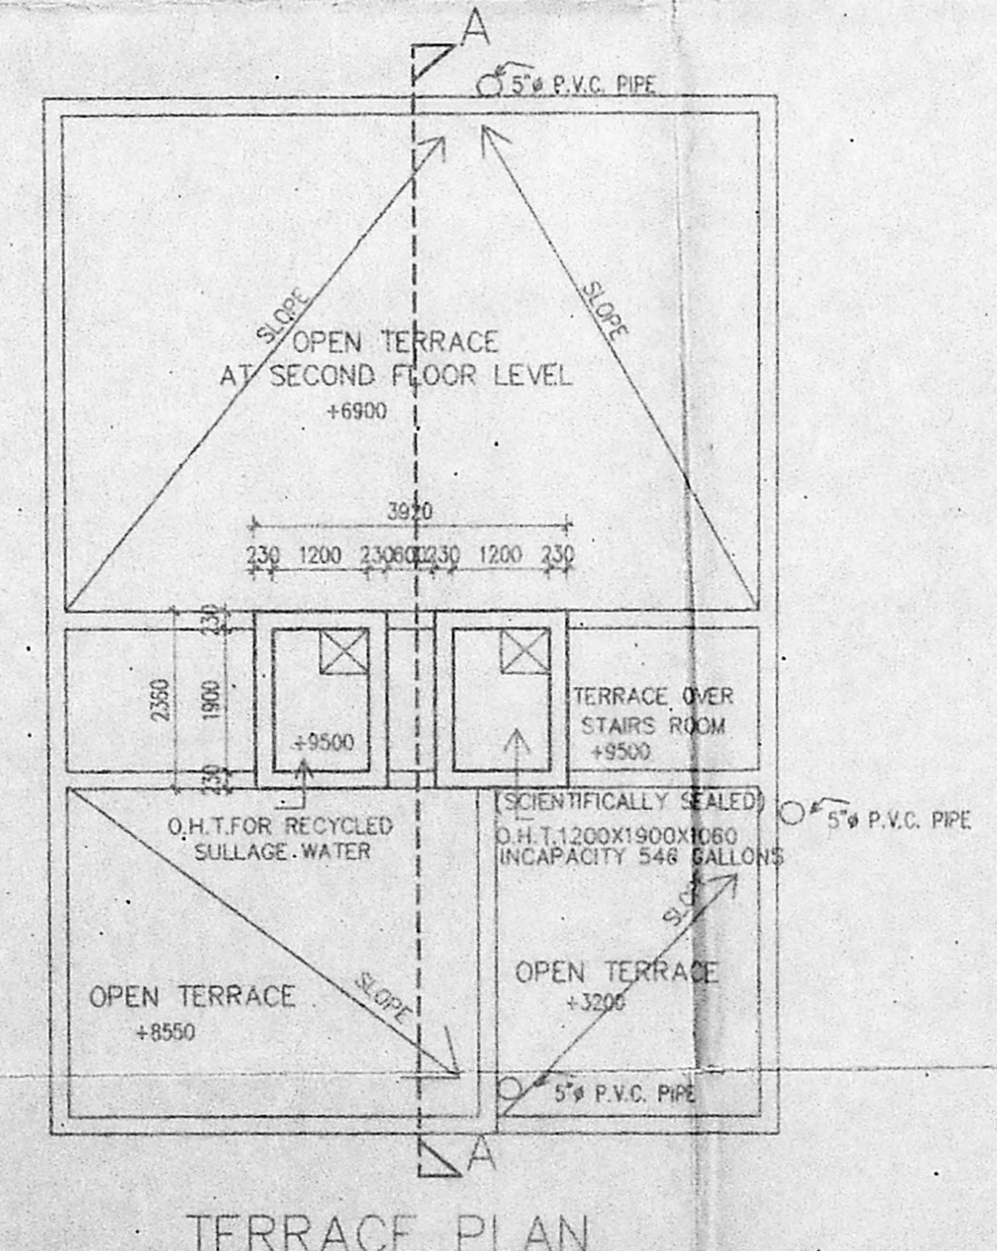 A
5"ø P.V.C. PIPE
SLOPE
SLOPE
OPEN TERRACE
AT SECOND FLOOR LEVEL
+6900
3920
230 1200 230 600 230 1200 230
230
1900
2360
230
+9500
TERRACE OVER
STAIRS ROOM
+9500
(SCIENTIFICALLY SEALED)
O.H.T.1200X1900X1060
INCAPACITY 546 GALLONS
5"ø P.V.C. PIPE
O.H.T.FOR RECYCLED
SULLAGE.WATER
SLOPE
SLOPE
OPEN TERRACE
+8550
OPEN TERRACE
+3200
5"ø P.V.C. PIPE
A
TERRACE PLAN